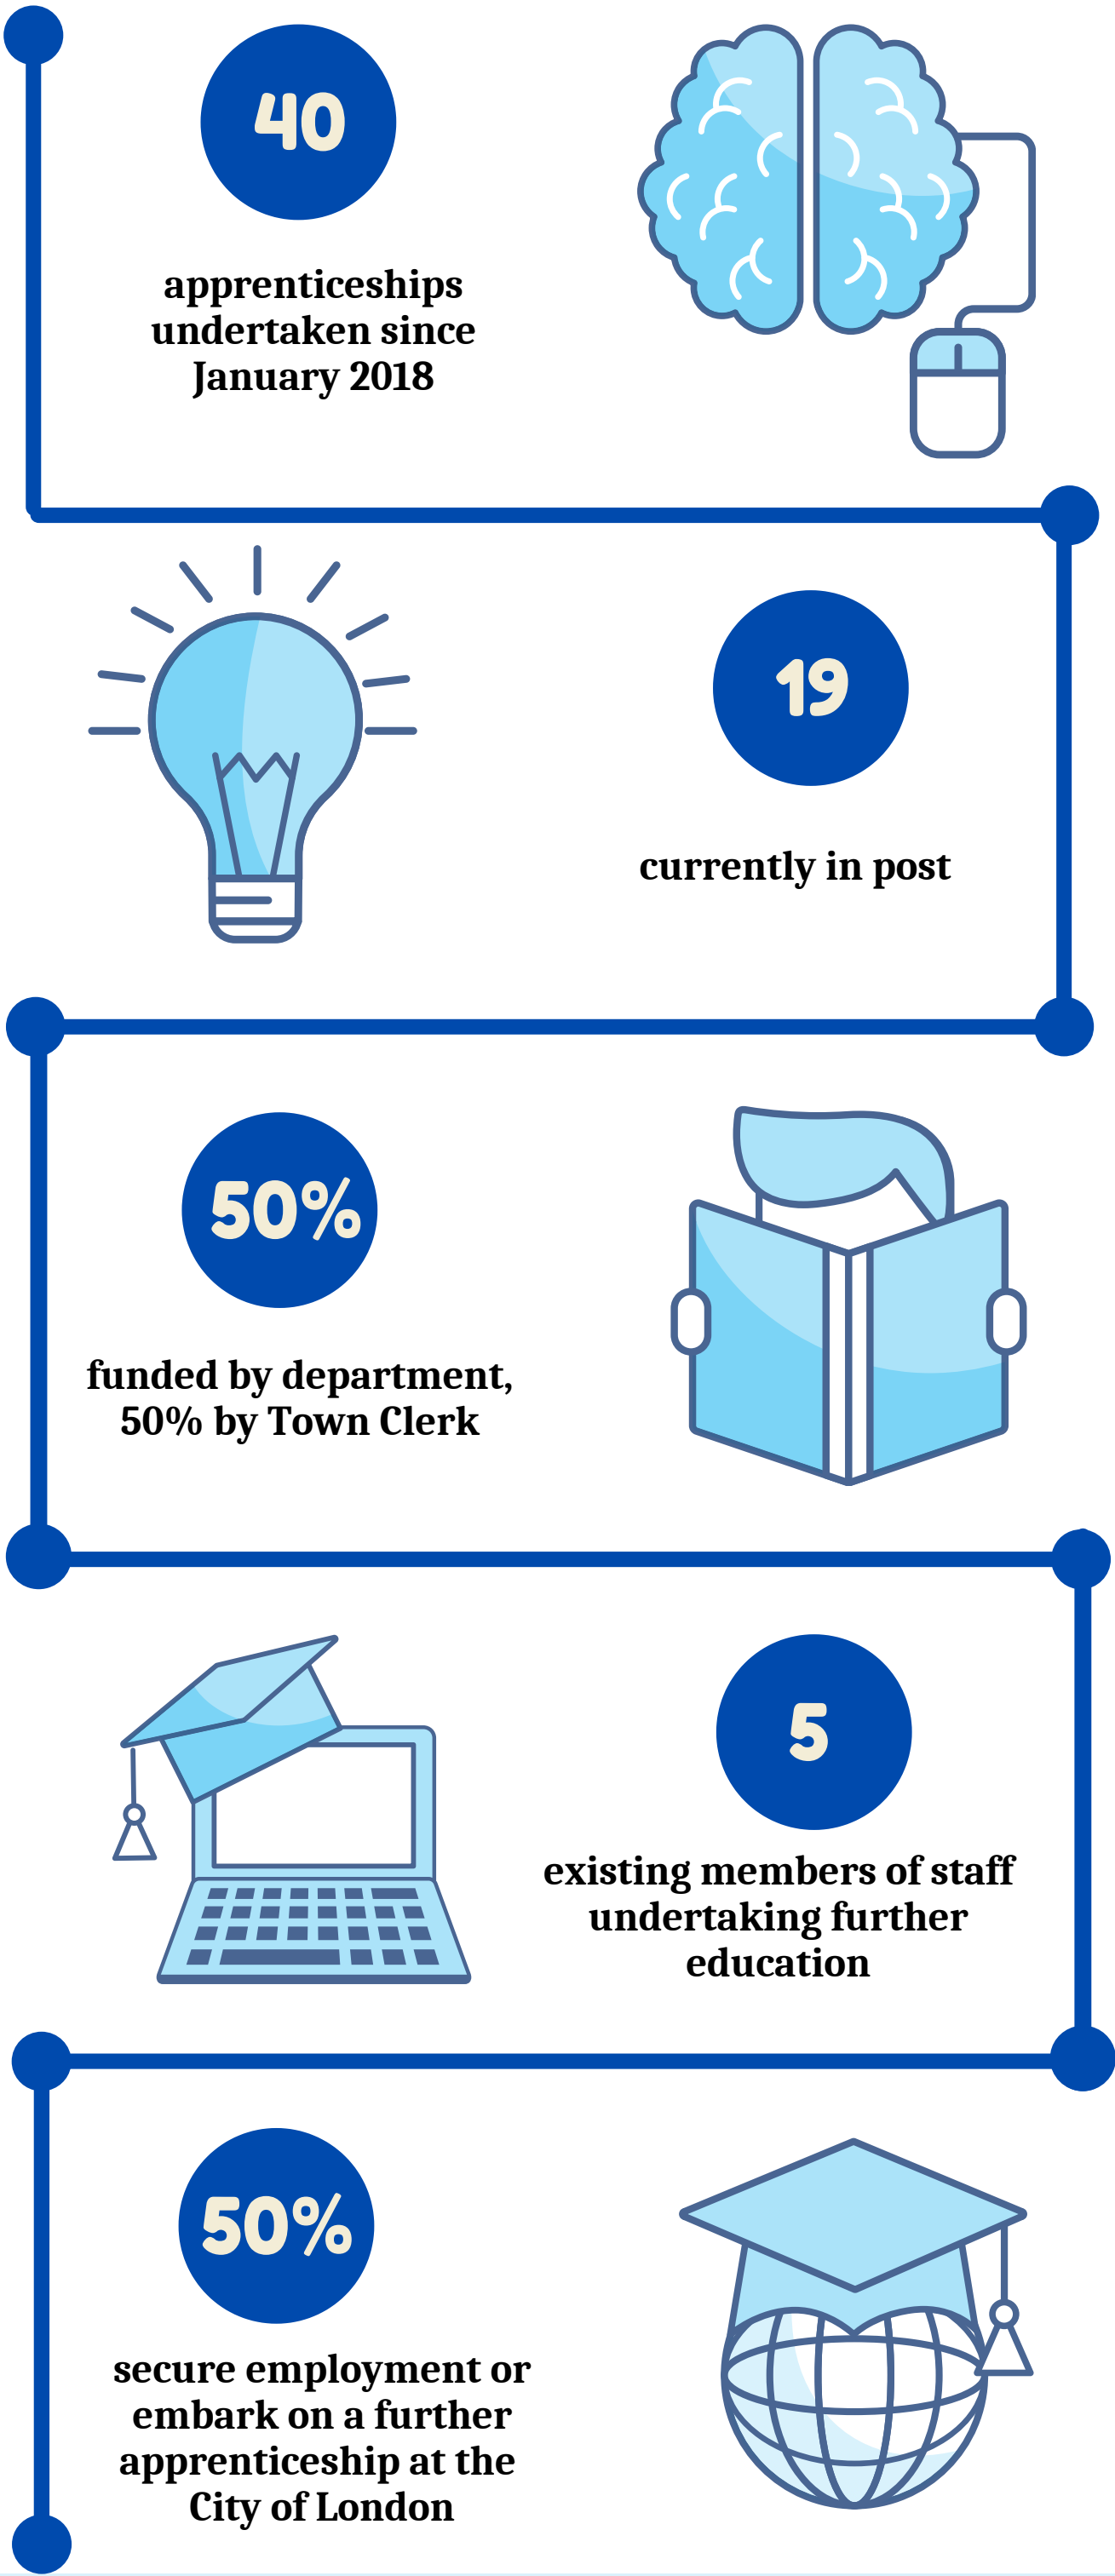 40
apprenticeships
undertaken since
January 2018
19
currently in post
50%
funded by department,
50% by Town Clerk
5
existing members of staff
undertaking further
education
50%
secure employment or
embark on a further
apprenticeship at the
City of London